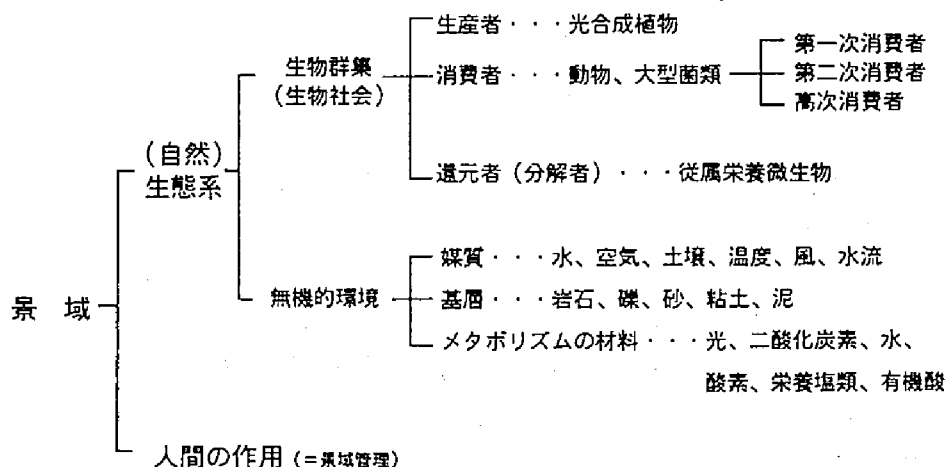 生産者・・・光合成植物
第一次消費者
生物群集
消費者・・・動物、大型菌類
第二次消費者
(生物社会)
高次消費者
(自然)
還元者(分解者)・・・従属栄養微生物
生態系
媒質・・・水、空気、土壌、温度、風、水流
景 域
無機的環境
基層・・・岩石、礫、砂、粘土、泥
メタボリズムの材料・・・光、二酸化炭素、水、
酸素、栄養塩類、有機酸
人間の作用(=景域管理)